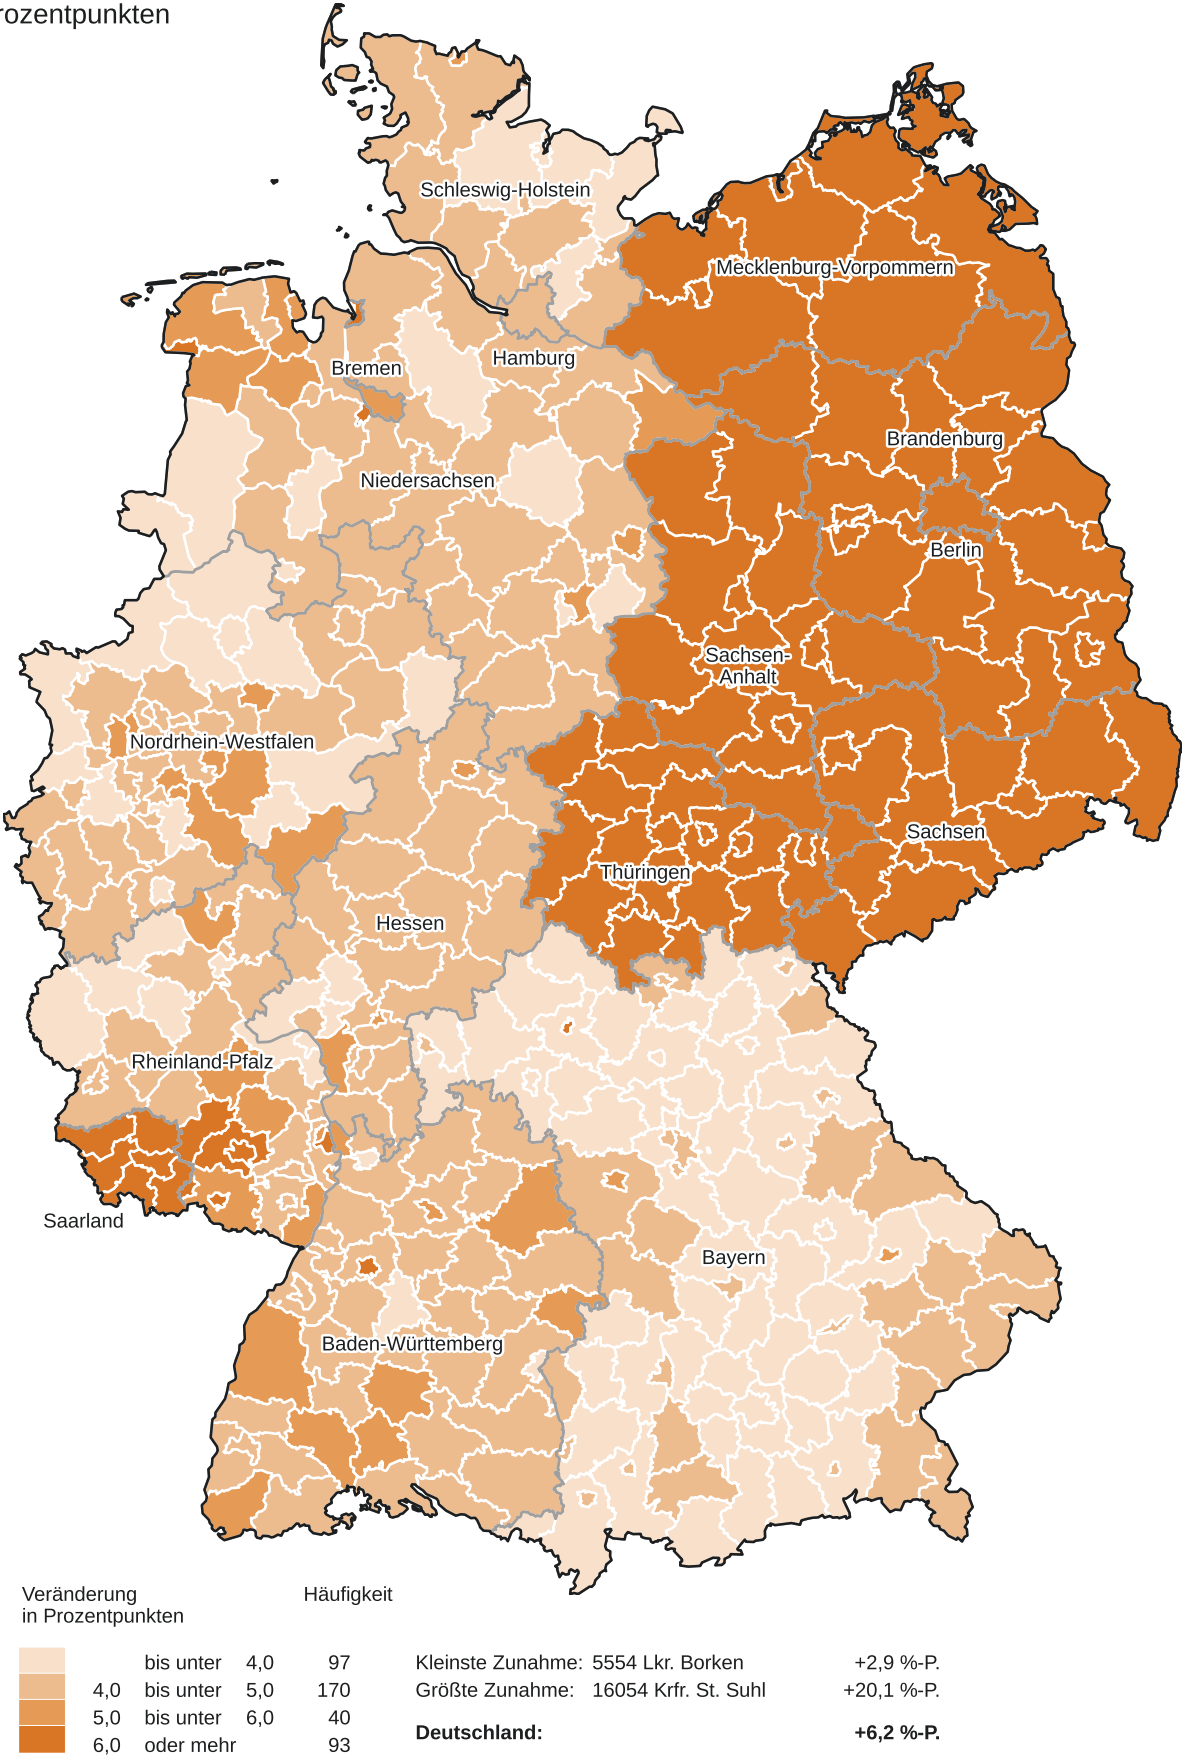 rozentpunkten
Schleswig-Holstein
Mecklenburg-Vorpommern
Hamburg
Bremen
Brandenburg
Niedersachsen
Berlin
Sachsen-
Anhalt
Nordrhein-Westfalen
Sachsen
Thüringen
Hessen
Rheinland-Pfalz
Saarland
Bayern
Baden-Württemberg
Veränderung Häufigkeit
in Prozentpunkten
bis unter 4,0 97 Kleinste Zunahme: 5554 Lkr. Borken +2,9 %-P.
4,0 bis unter 5,0 170 Größte Zunahme: 16054 Krfr. St. Suhl +20,1 %-P.
5,0 bis unter 6,0 40
Deutschland: +6,2 %-P.
6,0 oder mehr 93